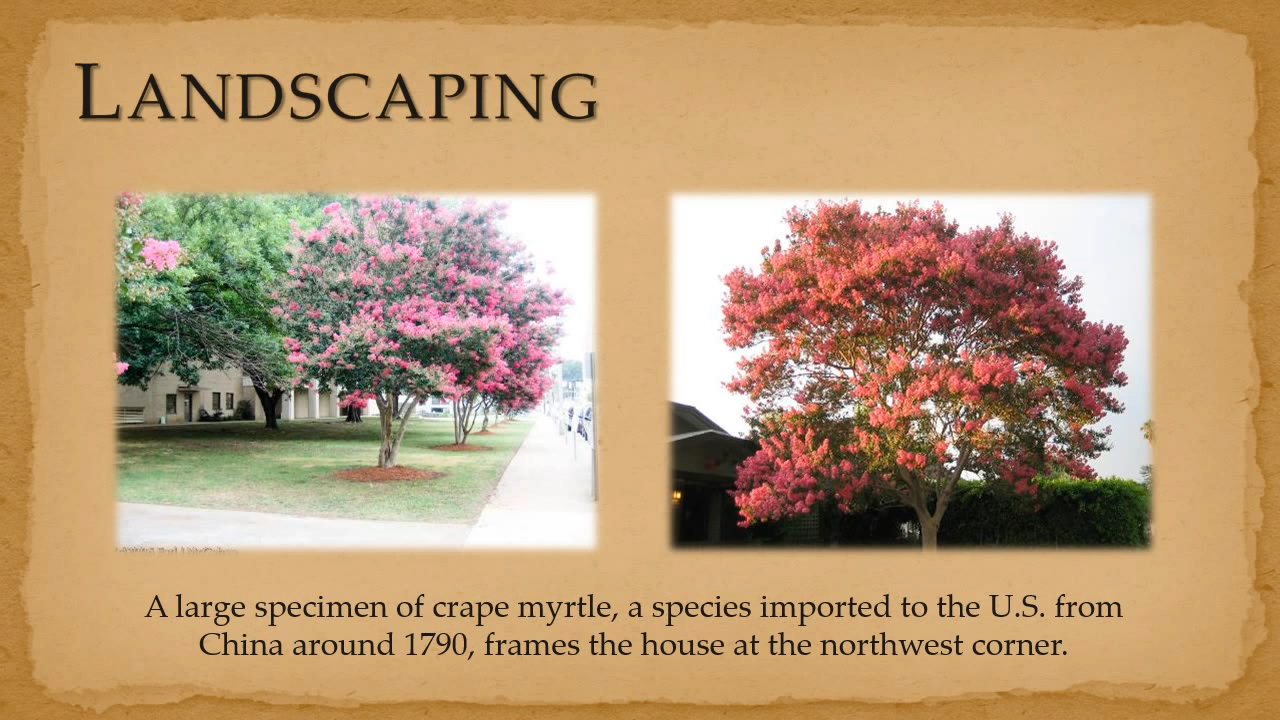 LANDSCAPING
A large specimen of crape myrtle, a species imported to the U.S. from
China around 1790, frames the house at the northwest corner.